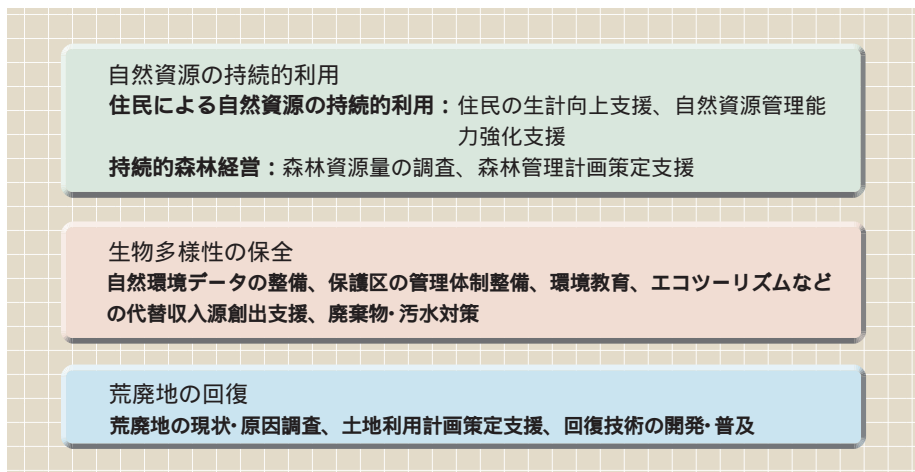 自然資源の持続的利用
住民による自然資源の持続的利用：住民の生計向上支援、自然資源管理能
力強化支援
持続的森林経営：森林資源量の調査、森林管理計画策定支援
生物多様性の保全
自然環境データの整備、保護区の管理体制整備、環境教育、エコツーリズムなど
の代替収入源創出支援、廃棄物・汚水対策
荒廃地の回復
荒廃地の現状・原因調査、土地利用計画策定支援、回復技術の開発・普及